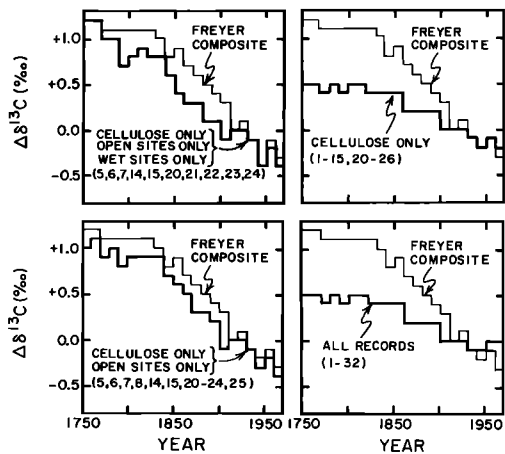 Δδ¹³C (‰)
+1.0
+0.5
0.0
-0.5
FREYER
COMPOSITE
CELLULOSE ONLY
OPEN SITES ONLY
WET SITES ONLY
(5,6,7,14,15,20,21,22,23,24)
FREYER
COMPOSITE
CELLULOSE ONLY
(1-15,20-26)
Δδ¹³C (‰)
+1.0
+0.5
0.0
-0.5
FREYER
COMPOSITE
CELLULOSE ONLY
OPEN SITES ONLY
(5,6,7,8,14,15,20-24,25)
1750 1850 1950
YEAR
FREYER
COMPOSITE
ALL RECORDS
(1-32)
1750 1850 1950
YEAR